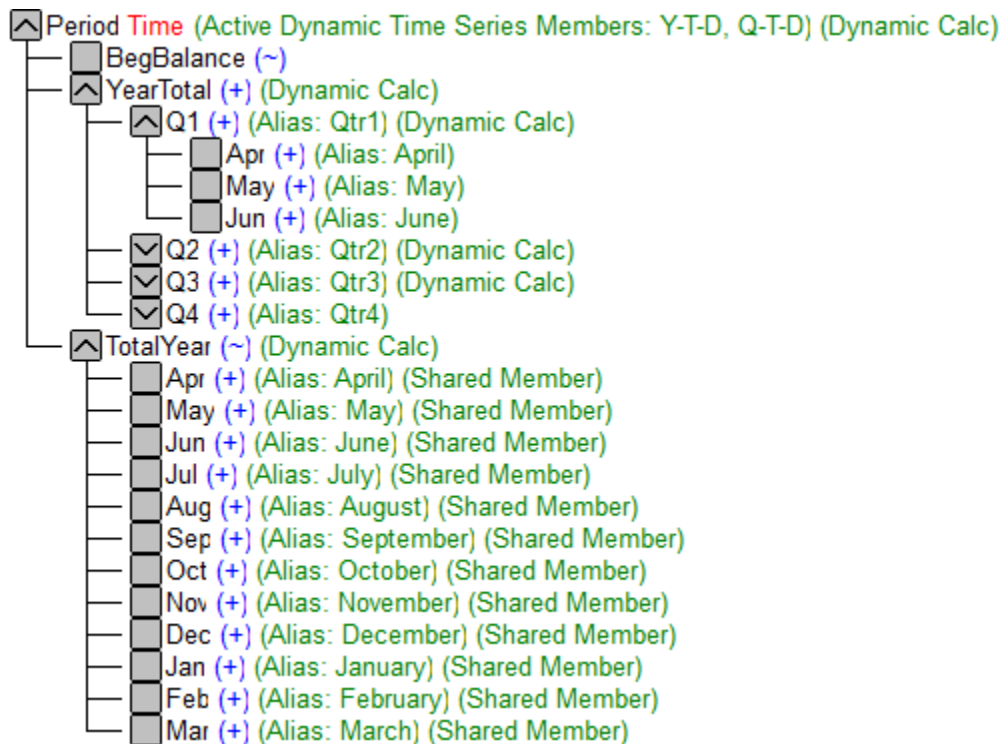 Period Time (Active Dynamic Time Series Members: Y-T-D, Q-T-D) (Dynamic Calc)
BegBalance (~)
YearTotal (+) (Dynamic Calc)
Q1 (+) (Alias: Qtr1) (Dynamic Calc)
Apr (+) (Alias: April)
May (+) (Alias: May)
Jun (+) (Alias: June)
Q2 (+) (Alias: Qtr2) (Dynamic Calc)
Q3 (+) (Alias: Qtr3) (Dynamic Calc)
Q4 (+) (Alias: Qtr4)
TotalYear (~) (Dynamic Calc)
Apr (+) (Alias: April) (Shared Member)
May (+) (Alias: May) (Shared Member)
Jun (+) (Alias: June) (Shared Member)
Jul (+) (Alias: July) (Shared Member)
Aug (+) (Alias: August) (Shared Member)
Sep (+) (Alias: September) (Shared Member)
Oct (+) (Alias: October) (Shared Member)
Nov (+) (Alias: November) (Shared Member)
Dec (+) (Alias: December) (Shared Member)
Jan (+) (Alias: January) (Shared Member)
Feb (+) (Alias: February) (Shared Member)
Mar (+) (Alias: March) (Shared Member)